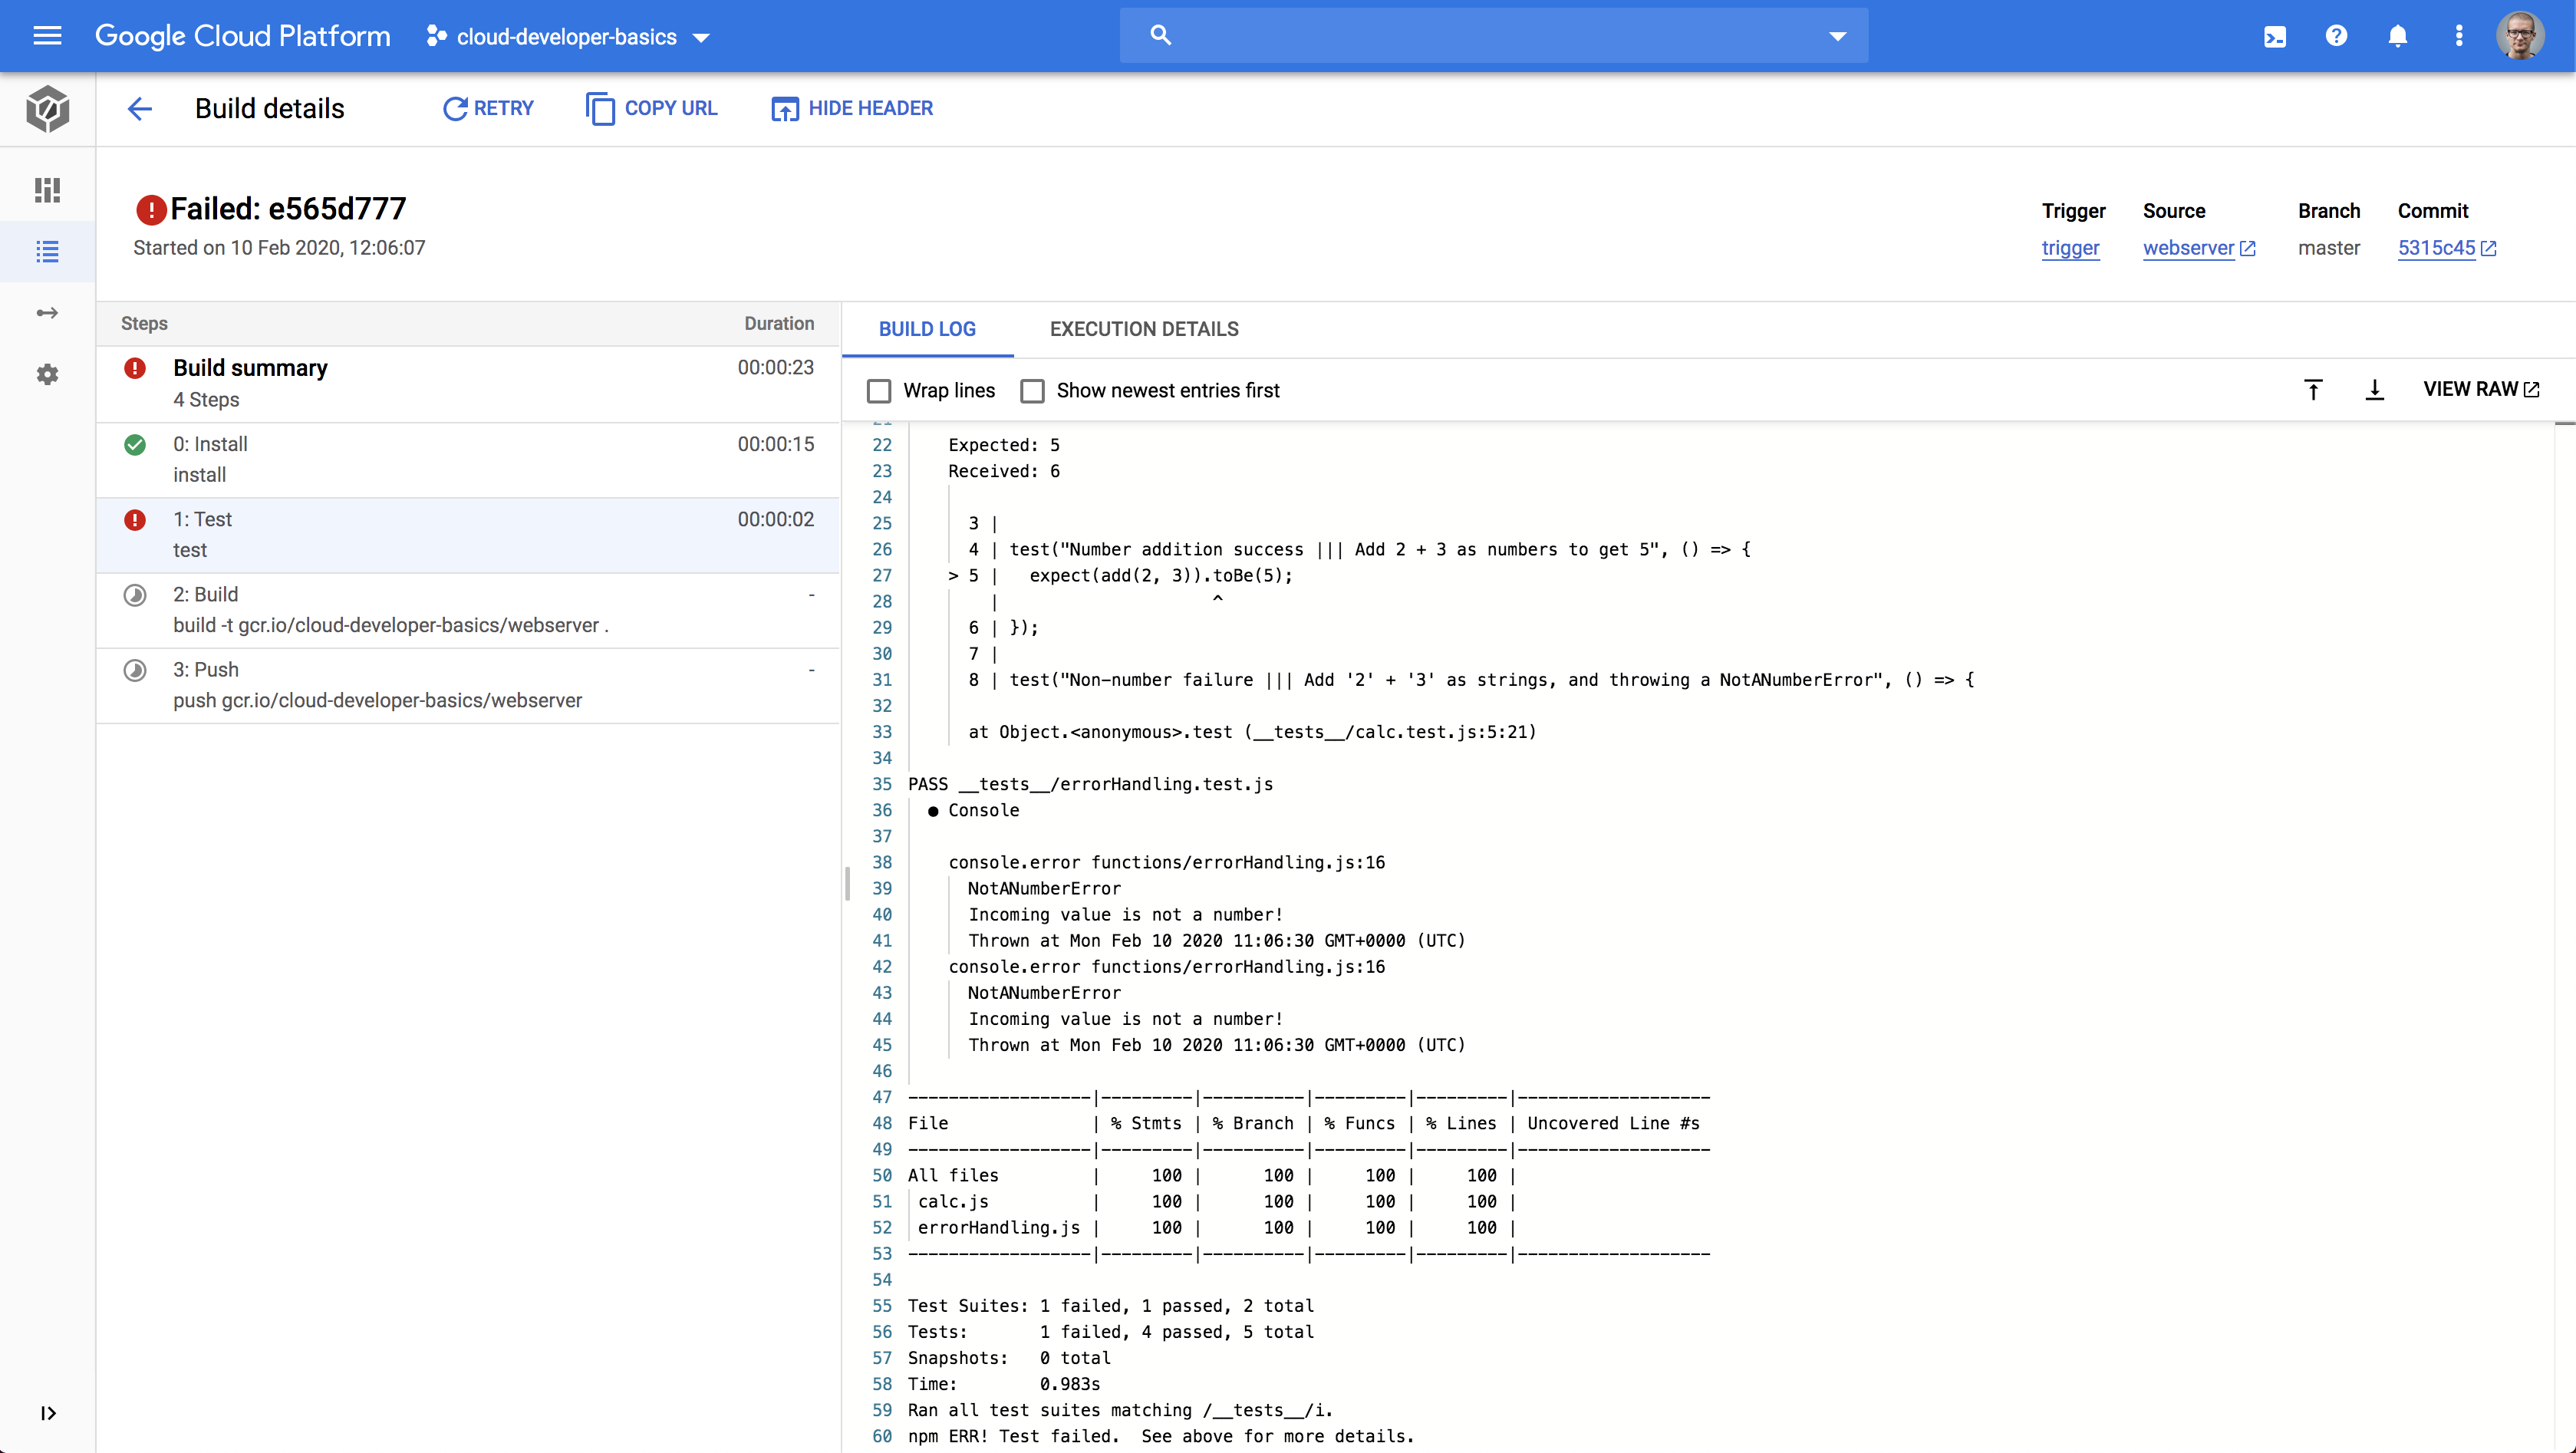 Google Cloud Platform
cloud-developer-basics
Build details
RETRY
COPY URL
HIDE HEADER
Failed: e565d777
Started on 10 Feb 2020, 12:06:07
Trigger Source Branch Commit
trigger webserver master 5315c45
Steps Duration
Build summary 00:00:23
4 Steps
0: Install 00:00:15
install
1: Test 00:00:02
test
2: Build -
build -t gcr.io/cloud-developer-basics/webserver .
3: Push -
push gcr.io/cloud-developer-basics/webserver
BUILD LOG EXECUTION DETAILS
Wrap lines Show newest entries first VIEW RAW
22 Expected: 5
23 Received: 6
24
25 3 |
26 4 | test("Number addition success ||| Add 2 + 3 as numbers to get 5", () => {
27 > 5 | expect(add(2, 3)).toBe(5);
28 | ^
29 6 | });
30 7 |
31 8 | test("Non-number failure ||| Add '2' + '3' as strings, and throwing a NotANumberError", () => {
32
33 at Object.<anonymous>.test (__tests__/calc.test.js:5:21)
34
35 PASS __tests__/errorHandling.test.js
36 ● Console
37
38 console.error functions/errorHandling.js:16
39 NotANumberError
40 Incoming value is not a number!
41 Thrown at Mon Feb 10 2020 11:06:30 GMT+0000 (UTC)
42 console.error functions/errorHandling.js:16
43 NotANumberError
44 Incoming value is not a number!
45 Thrown at Mon Feb 10 2020 11:06:30 GMT+0000 (UTC)
46
47 ------------------|---------|----------|---------|---------|-------------------
48 File | % Stmts | % Branch | % Funcs | % Lines | Uncovered Line #s
49 ------------------|---------|----------|---------|---------|-------------------
50 All files | 100 | 100 | 100 | 100 |
51 calc.js | 100 | 100 | 100 | 100 |
52 errorHandling.js | 100 | 100 | 100 | 100 |
53 ------------------|---------|----------|---------|---------|-------------------
54
55 Test Suites: 1 failed, 1 passed, 2 total
56 Tests: 1 failed, 4 passed, 5 total
57 Snapshots: 0 total
58 Time: 0.983s
59 Ran all test suites matching /__tests__/i.
60 npm ERR! Test failed. See above for more details.